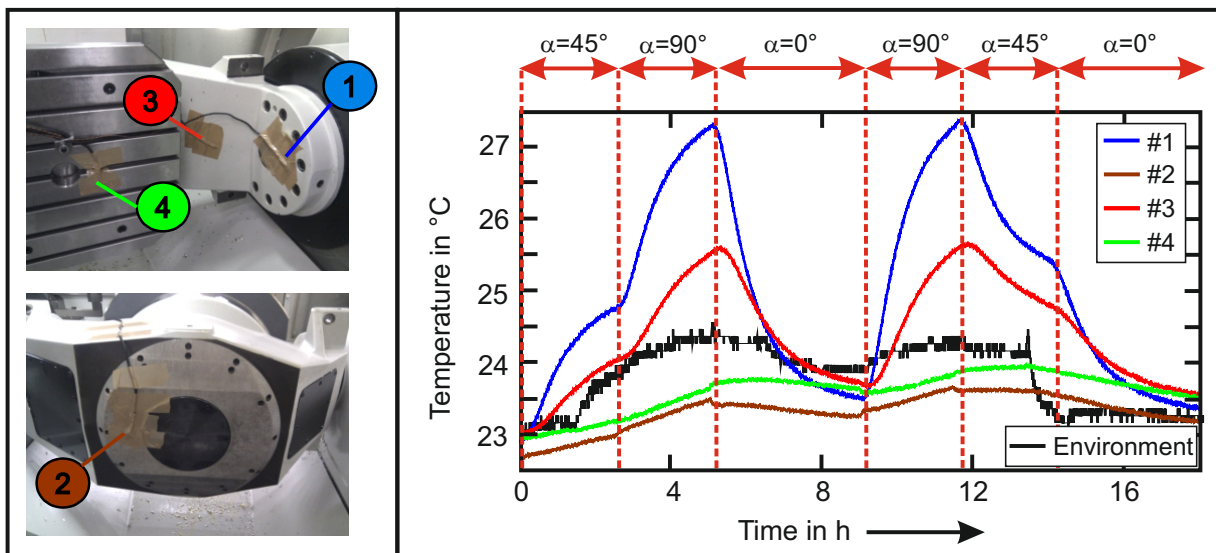 1
3
4
2
α=45° α=90° α=0° α=90° α=45° α=0°
27
26
25
24
23
Temperature in °C
#1
#2
#3
#4
Environment
0 4 8 12 16
Time in h